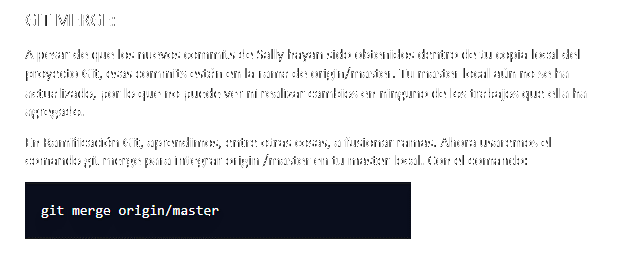 GIT MERGE:
A pesar de que los nuevos commits de Sally hayan sido obtenidos dentro de tu copia local del
proyecto Git, esas commits están en la rama de origin/master. Tu master local aún no se ha
actualizado, por lo que no puede ver ni realizar cambios en ninguno de los trabajos que ella ha
agregado.
En Ramificación Git, aprendimos, entre otras cosas, a fusionar ramas. Ahora usaremos el
comando git merge para integrar origin /master en tu master local. Con el comando:
git merge origin/master